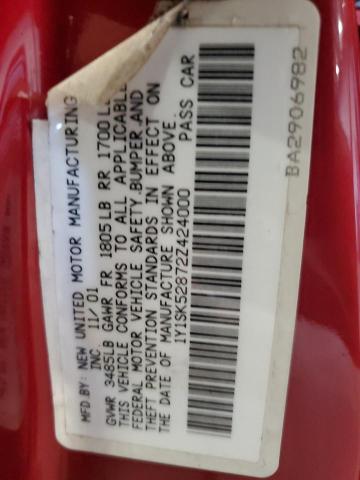 MFD.BY: NEW UNITED MOTOR MANUFACTURING
INC. 11/01
GVWR 3485LB GAWR FR 1805LB RR 1700
THIS VEHICLE CONFORMS TO ALL APPLICABLE
FEDERAL MOTOR VEHICLE SAFETY,BUMPER,AND
THEFT PREVENTION STANDARDS IN EFFECT ON
THE DATE OF MANUFACTURE SHOWN ABOVE.
1Y1SK52872Z424000 PASS CAR
BA2906982